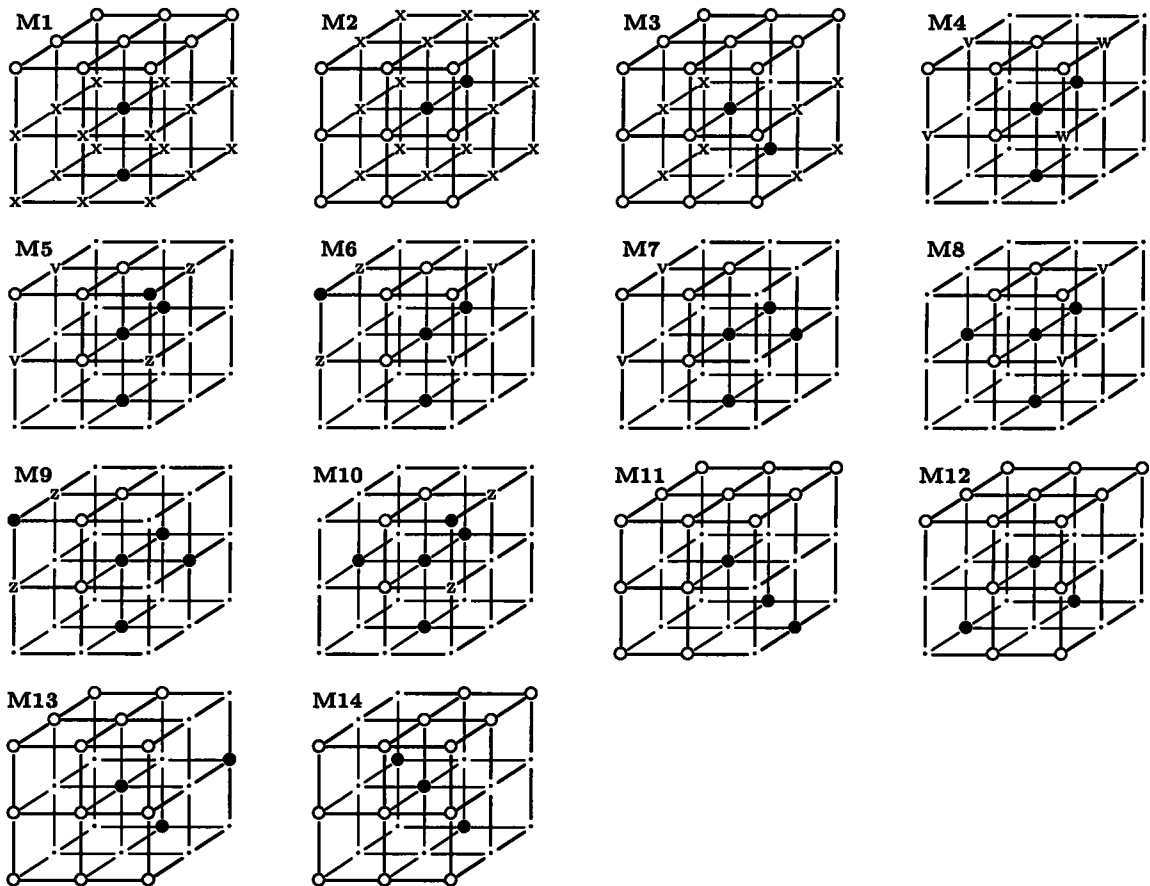 M1 M2 M3 M4
x x x x x x x x x x x x x x x x x x x x x v w
x x x x x x x x x x x x x v w
x x x x x x x x
M5 M6 M7 M8
v z z v v v
v z z v v v
M9 M10 M11 M12
z z
z z
M13 M14